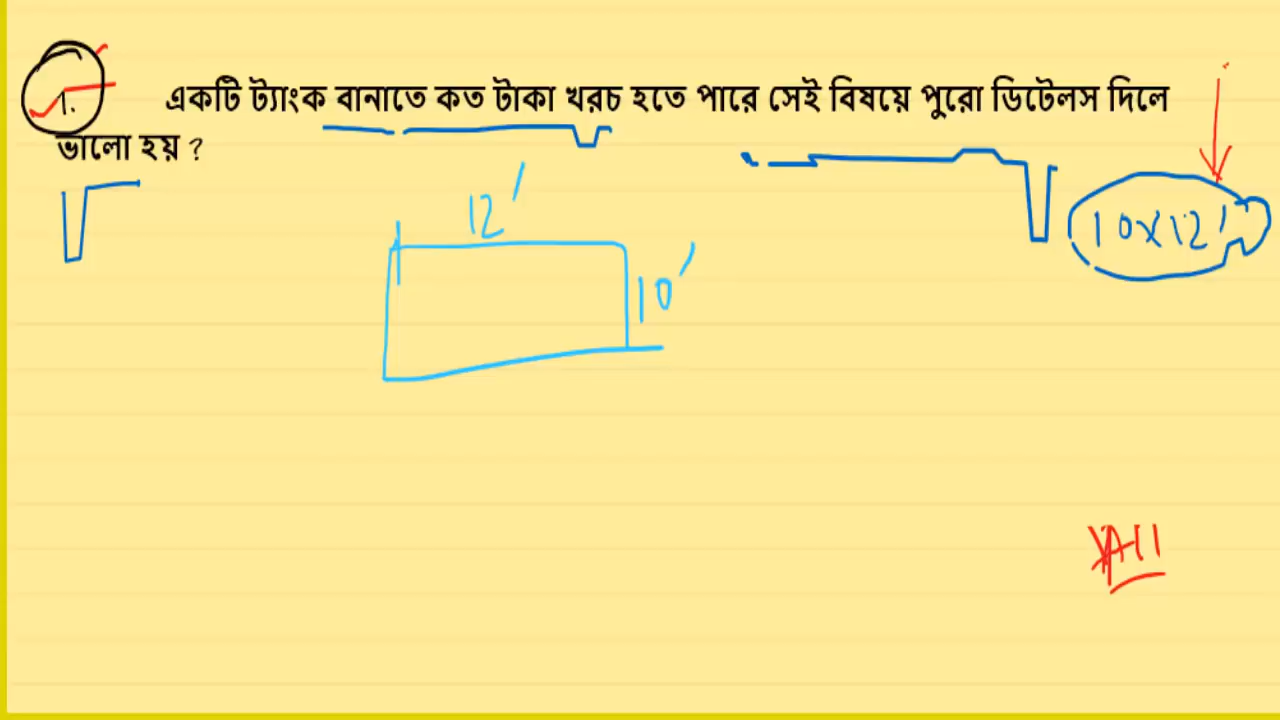 1. একটি ট্যাংক বানাতে কত টাকা খরচ হতে পারে সেই বিষয়ে পুরো ডিটেলস দিলে
ভালো হয় ?
12'
10'
10x12'